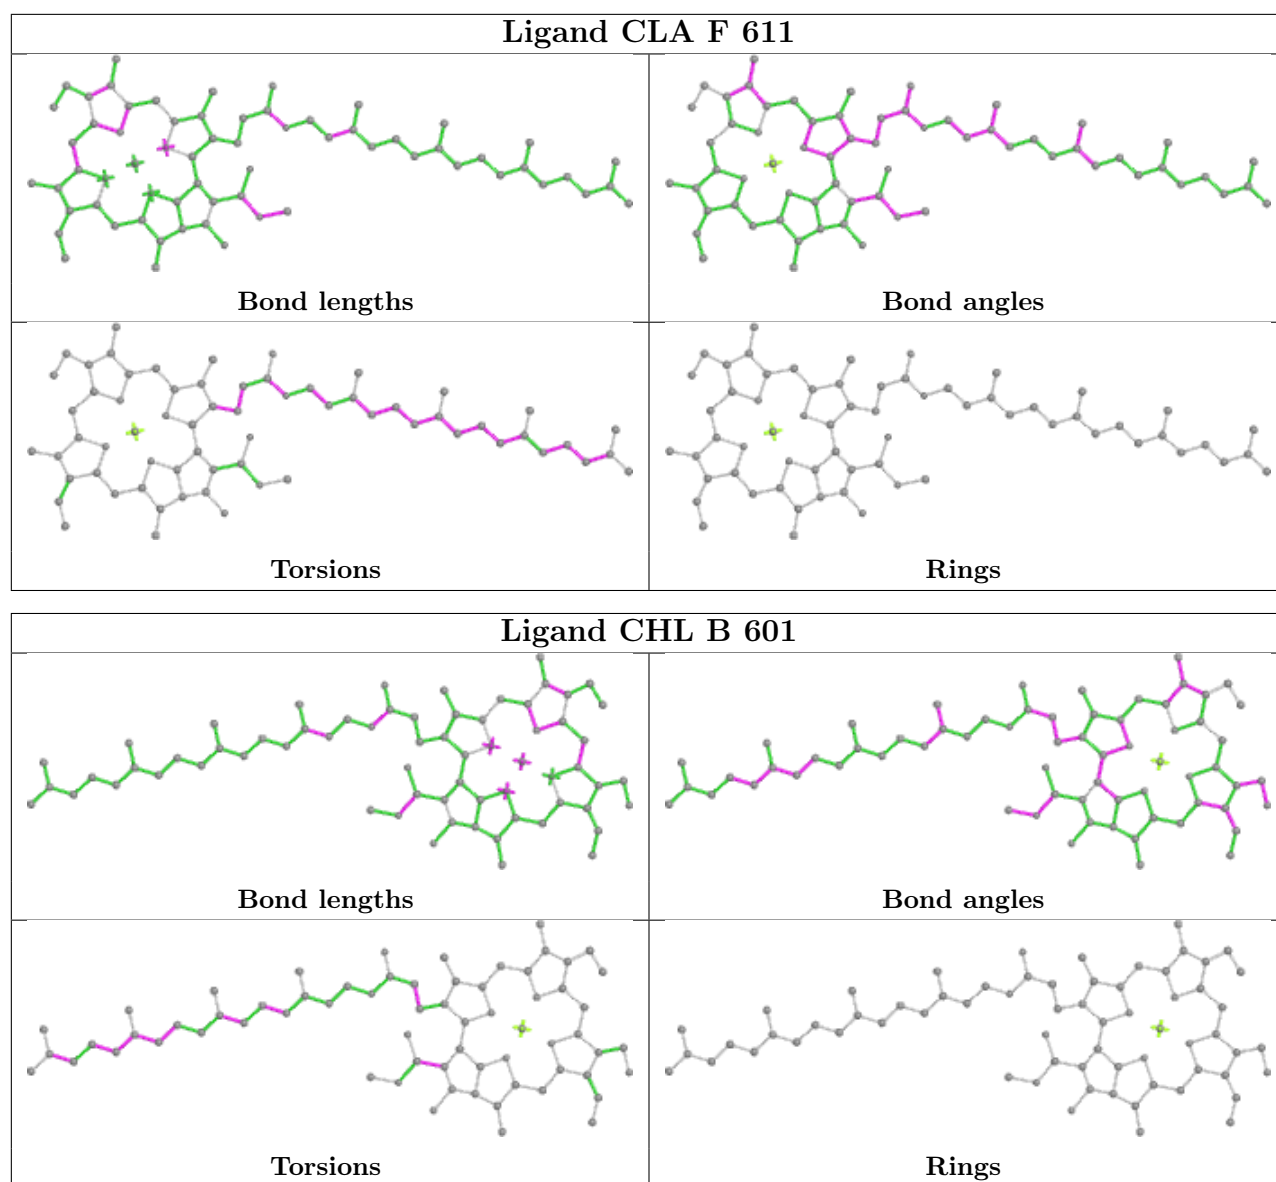 Ligand CLA F 611
Bond lengths
Bond angles
Torsions
Rings
Ligand CHL B 601
Bond lengths
Bond angles
Torsions
Rings